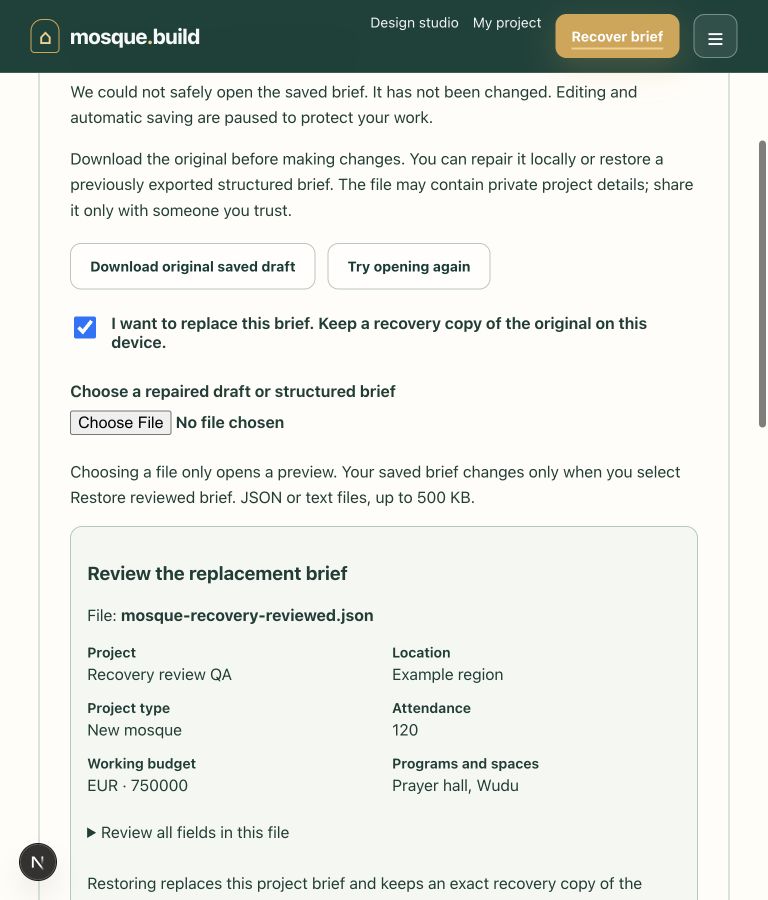 mosque.build
Design studio
My project
Recover brief
We could not safely open the saved brief. It has not been changed. Editing and
automatic saving are paused to protect your work.
Download the original before making changes. You can repair it locally or restore a
previously exported structured brief. The file may contain private project details; share
it only with someone you trust.
Download original saved draft
Try opening again
I want to replace this brief. Keep a recovery copy of the original on this
device.
Choose a repaired draft or structured brief
Choose File No file chosen
Choosing a file only opens a preview. Your saved brief changes only when you select
Restore reviewed brief. JSON or text files, up to 500 KB.
Review the replacement brief
File: mosque-recovery-reviewed.json
Project
Recovery review QA
Location
Example region
Project type
New mosque
Attendance
120
Working budget
EUR · 750000
Programs and spaces
Prayer hall, Wudu
Review all fields in this file
N
Restoring replaces this project brief and keeps an exact recovery copy of the